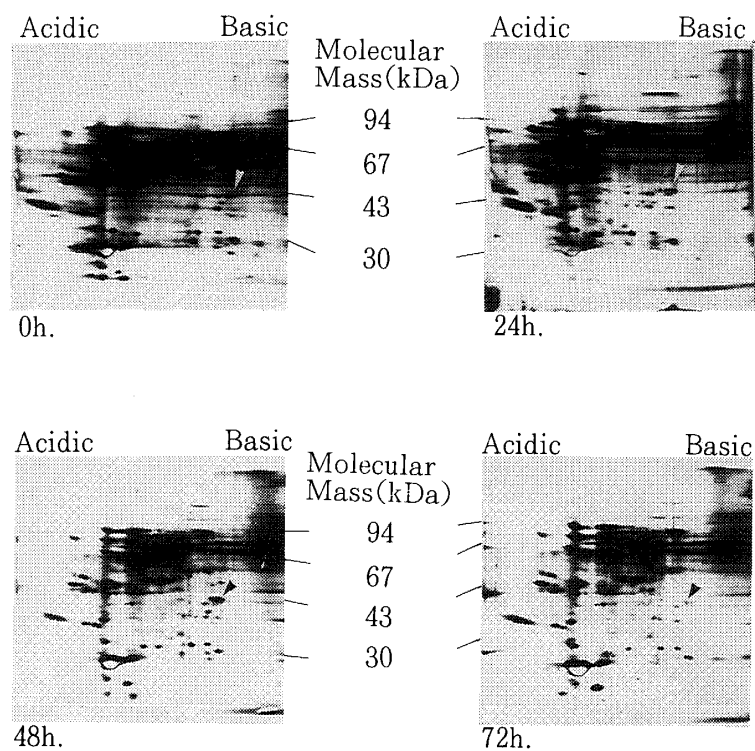 Acidic Basic
Molecular
Mass(kDa)
94
67
43
30
Acidic Basic
0h.
24h.
Acidic Basic
Molecular
Mass(kDa)
94
67
43
30
Acidic Basic
48h.
72h.